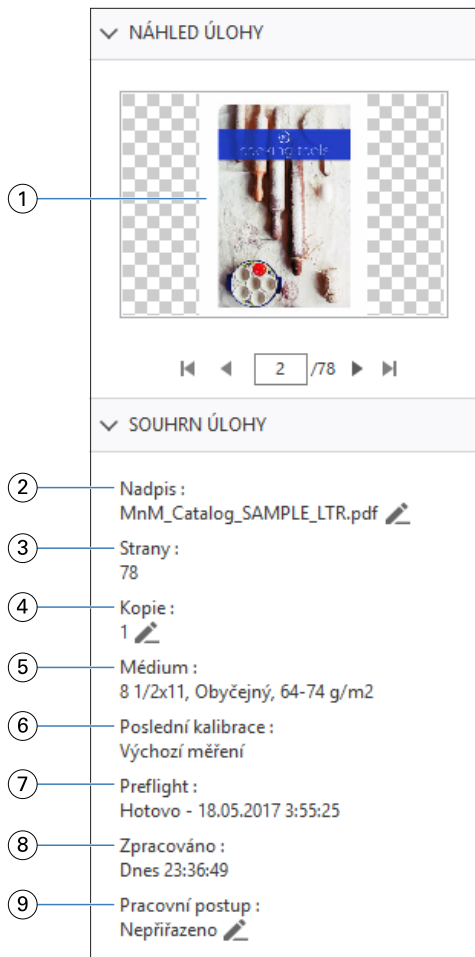 NÁHLED ÚLOHY
cooking tools
1
2 /78
SOUHRN ÚLOHY
2 Nadpis :
MnM_Catalog_SAMPLE_LTR.pdf
3 Strany :
78
4 Kopie :
1
5 Médium :
8 1/2x11, Obyčejný, 64-74 g/m2
6 Poslední kalibrace :
Výchozí měření
7 Preflight :
Hotovo - 18.05.2017 3:55:25
8 Zpracováno :
Dnes 23:36:49
9 Pracovní postup :
Nepřiřazeno